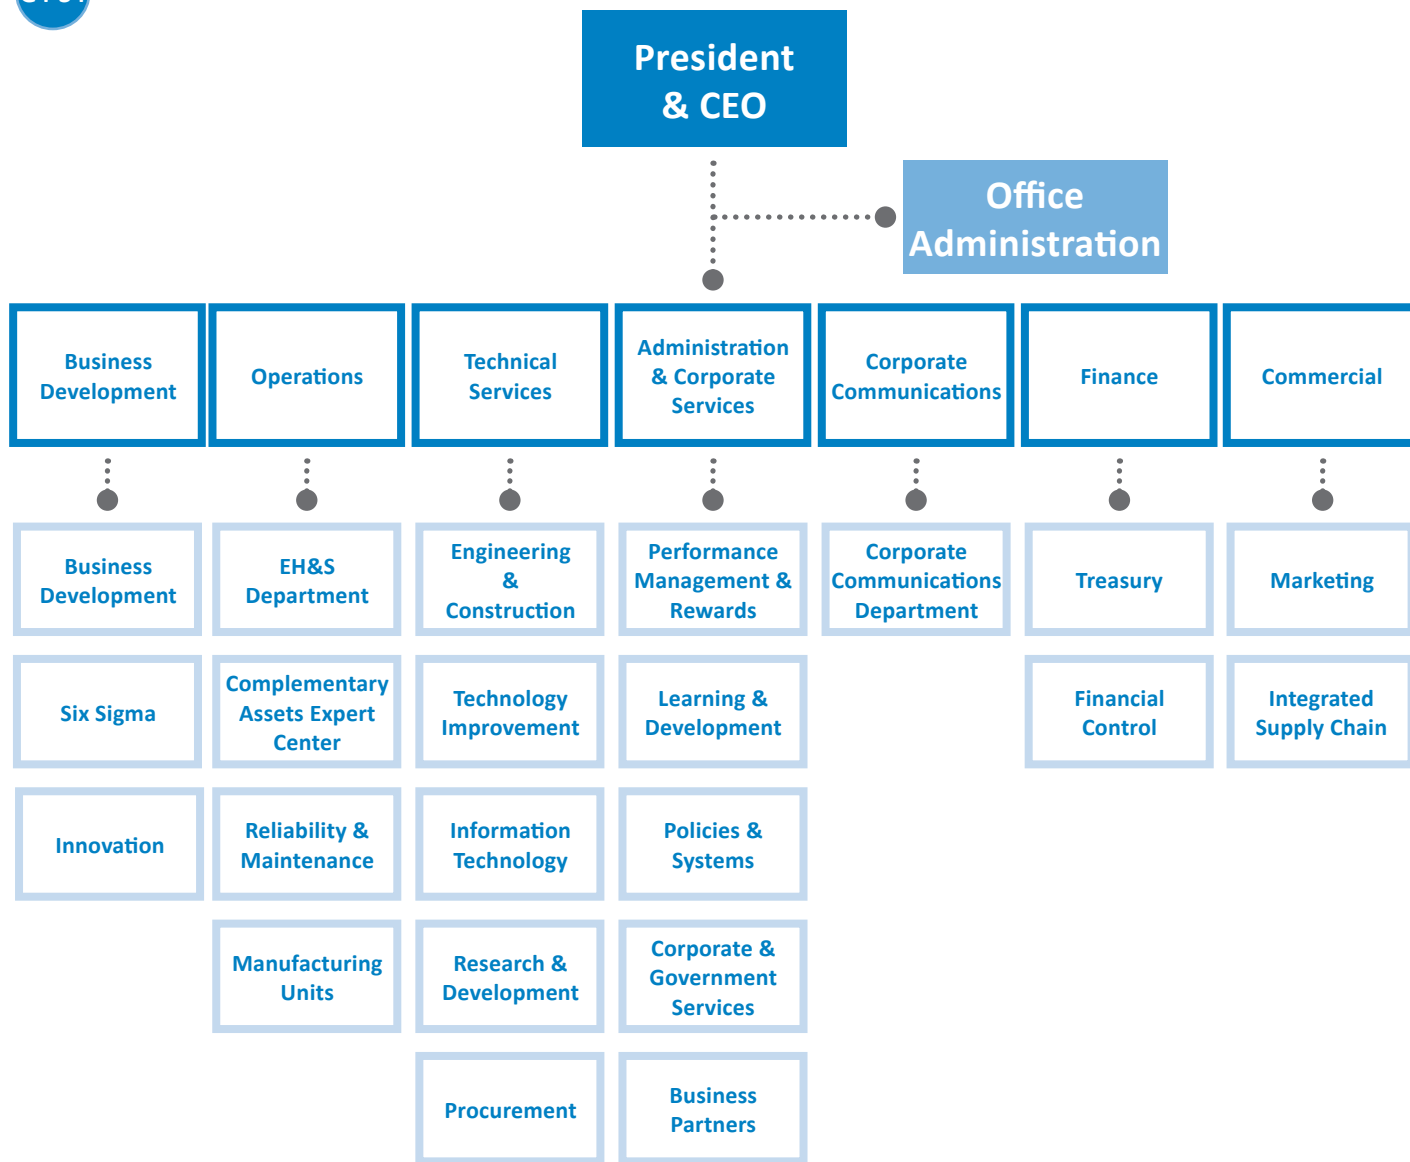 President
& CEO
Office
Administration
Business
Development
Operations
Technical
Services
Administration
& Corporate
Services
Corporate
Communications
Finance
Commercial
Business
Development
EH&S
Department
Engineering
&
Construction
Performance
Management &
Rewards
Corporate
Communications
Department
Treasury
Marketing
Six Sigma
Complementary
Assets Expert
Center
Technology
Improvement
Learning &
Development
Financial
Control
Integrated
Supply Chain
Innovation
Reliability &
Maintenance
Information
Technology
Policies &
Systems
Manufacturing
Units
Research &
Development
Corporate &
Government
Services
Procurement
Business
Partners